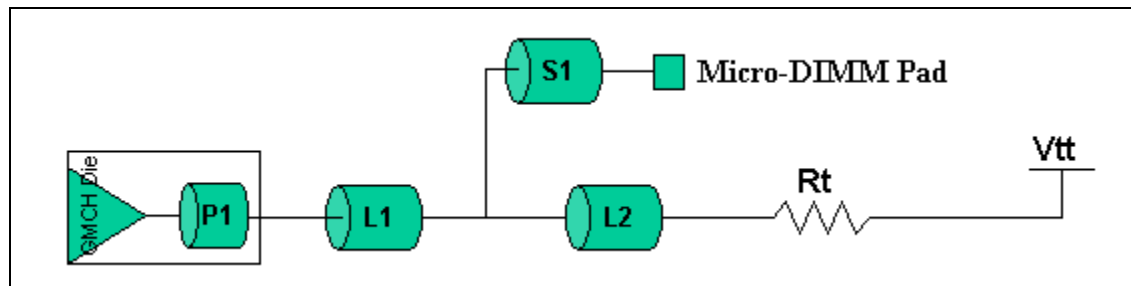 S1
Micro-DIMM Pad
Vtt
GMCH Die
P1
L1
L2
Rt